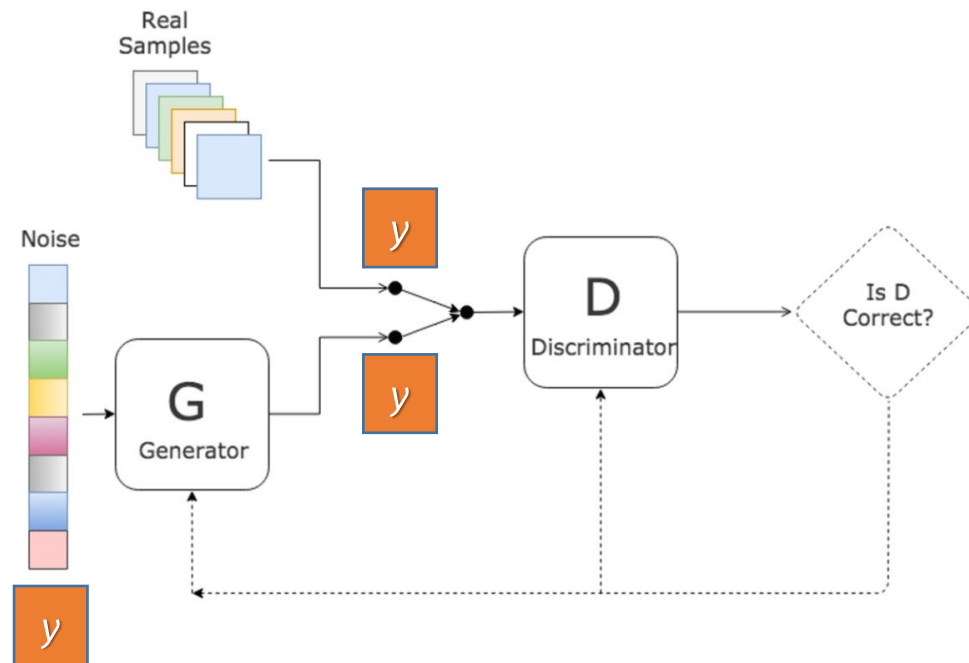 Real
Samples
y
Noise
Is D
Correct?
D
Discriminator
y
G
Generator
y